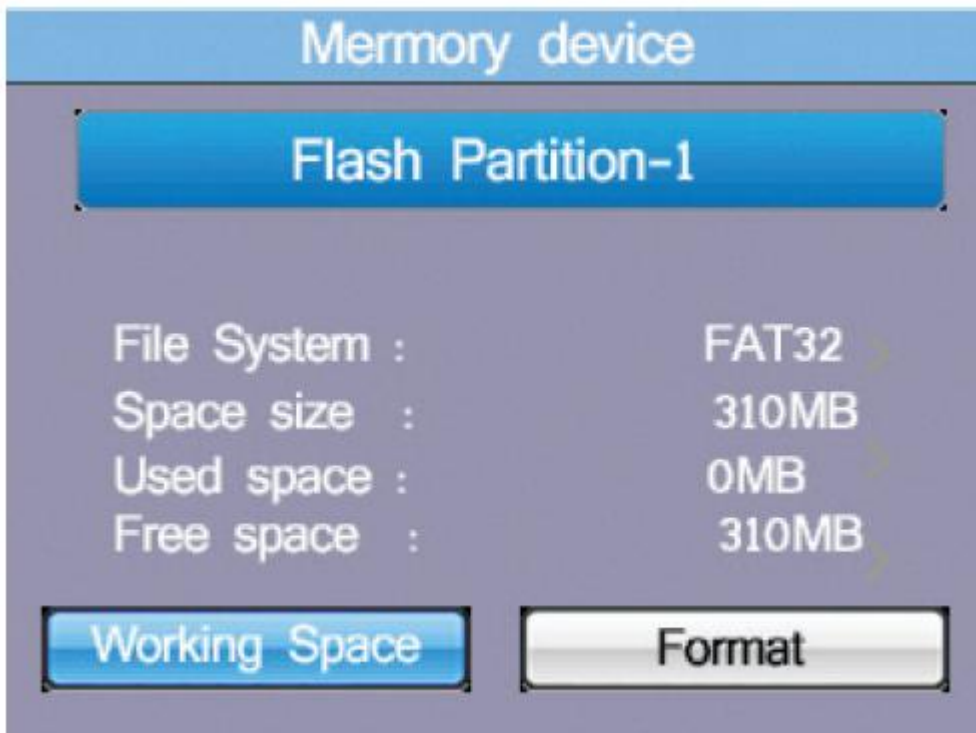 Mermory device
Flash Partition-1
File System : FAT32
Space size : 310MB
Used space : 0MB
Free space : 310MB
Working Space Format